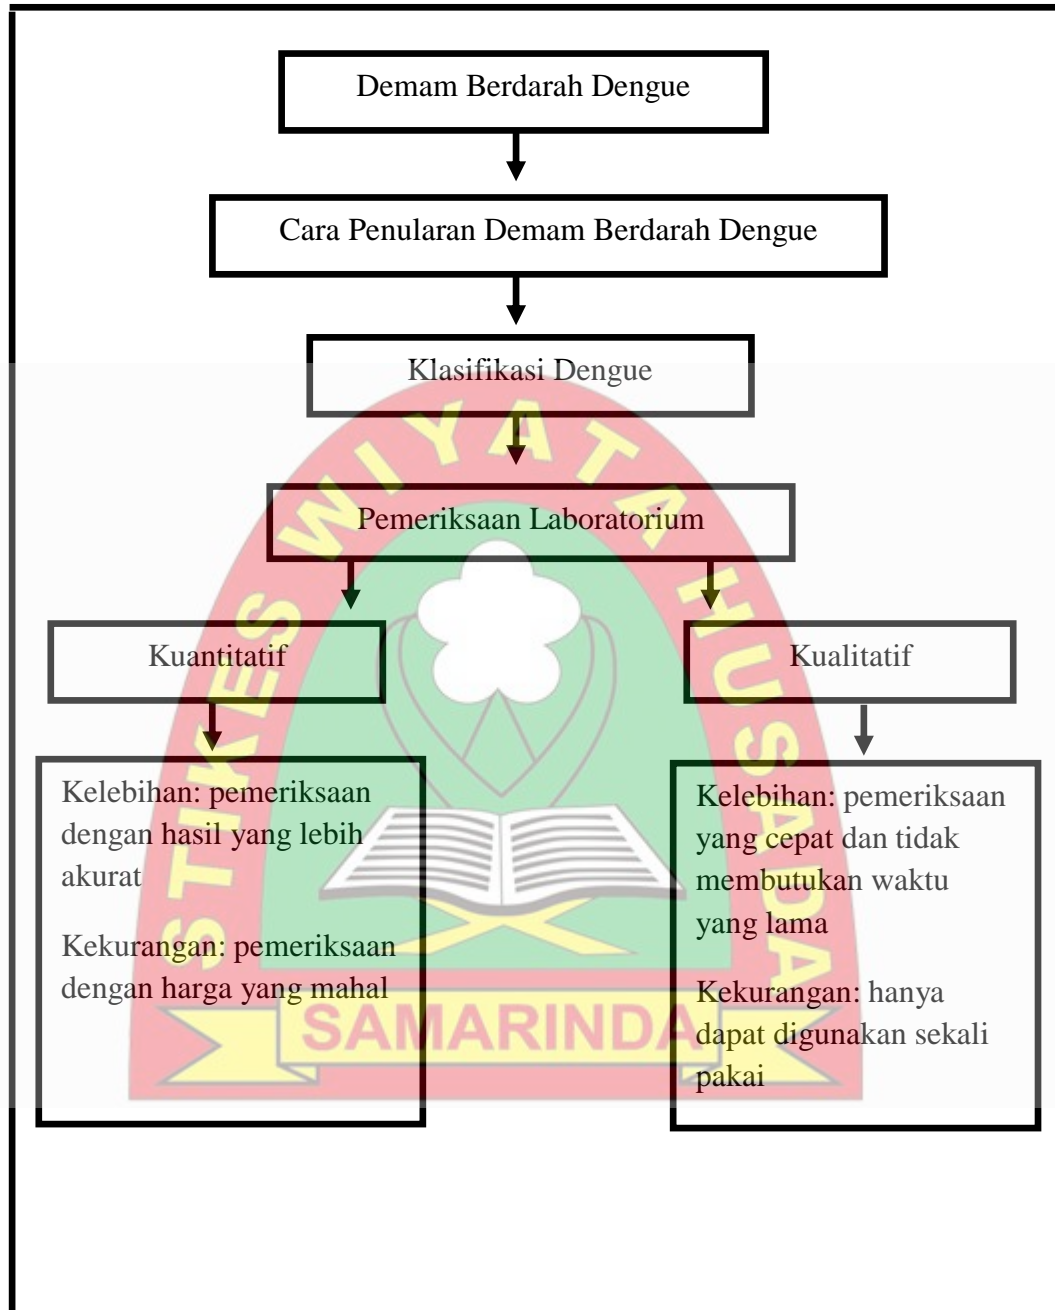 Demam Berdarah Dengue
Cara Penularan Demam Berdarah Dengue
Klasifikasi Dengue
Pemeriksaan Laboratorium
Kuantitatif
Kualitatif
Kelebihan: pemeriksaan
dengan hasil yang lebih
akurat
Kekurangan: pemeriksaan
dengan harga yang mahal
Kelebihan: pemeriksaan
yang cepat dan tidak
membutukan waktu
yang lama
Kekurangan: hanya
dapat digunakan sekali
pakai
STIKES WIYATA HUSADA
SAMARINDA